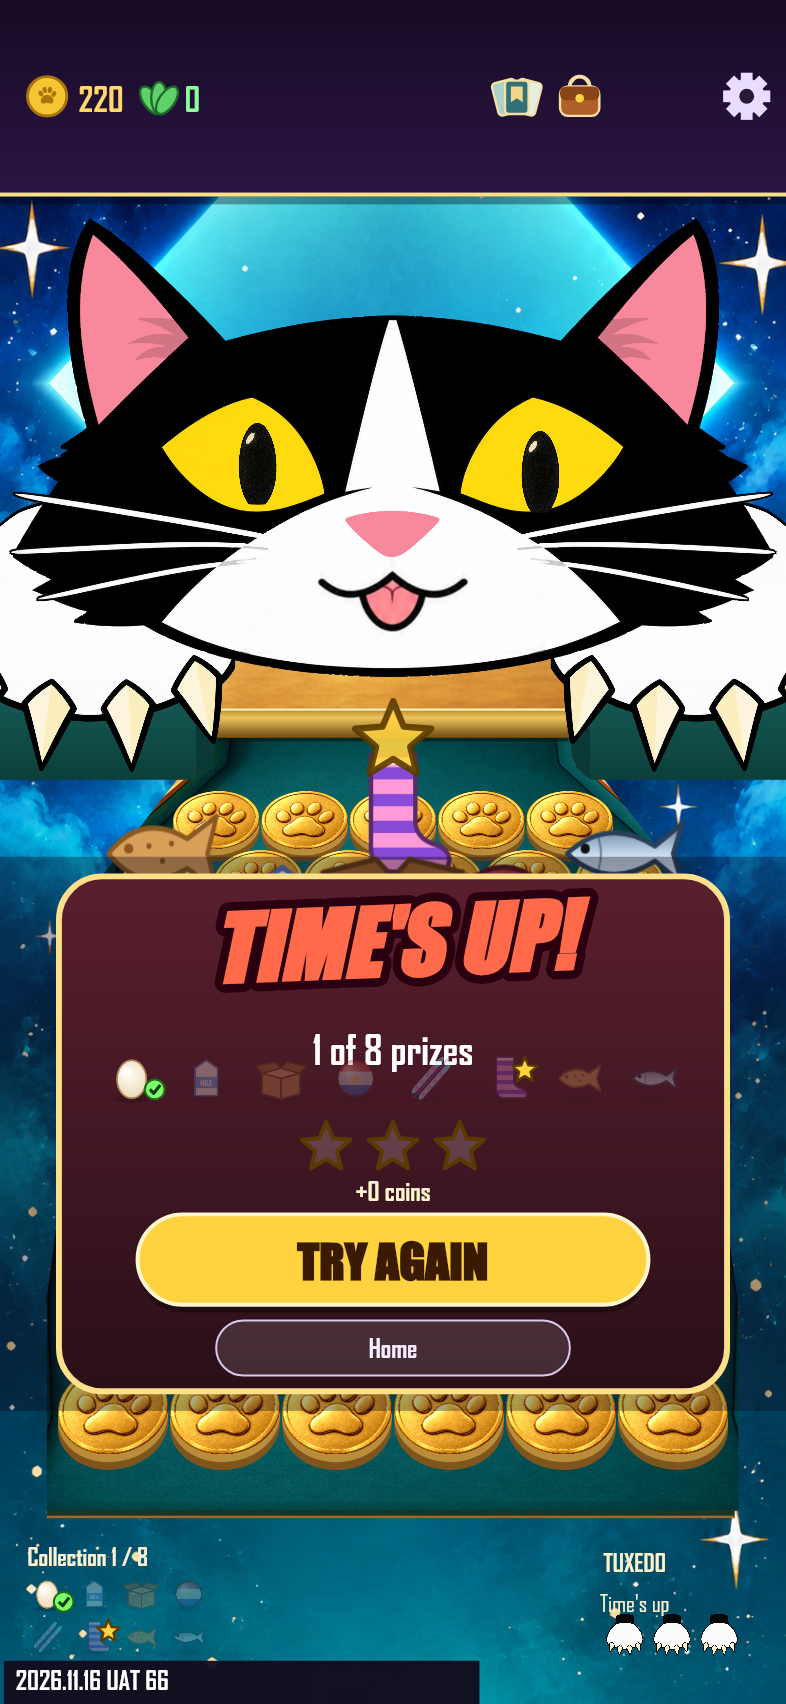 220 0
TIME'S UP!
1 of 8 prizes
MILK
+0 coins
TRY AGAIN
Home
Collection 1 / 8
TUXEDO
Time's up
2026.11.16 UAT 66